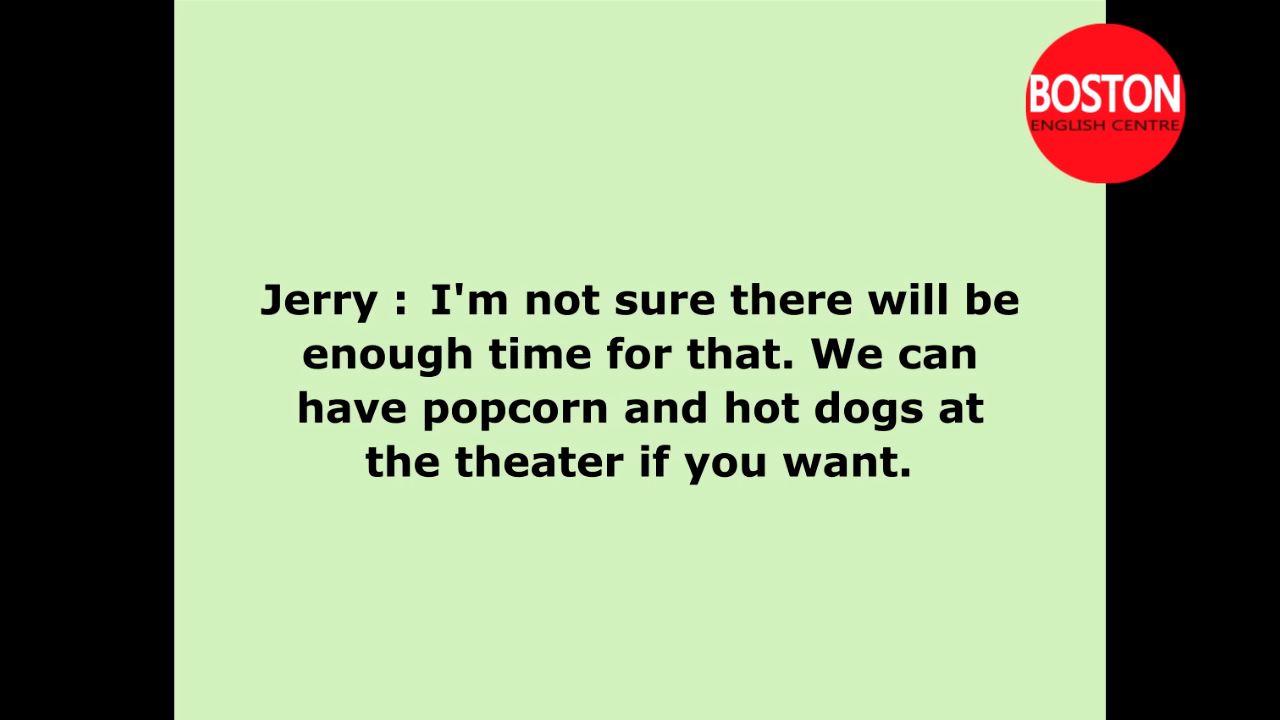 BOSTON
ENGLISH CENTRE
Jerry : I'm not sure there will be
enough time for that. We can
have popcorn and hot dogs at
the theater if you want.